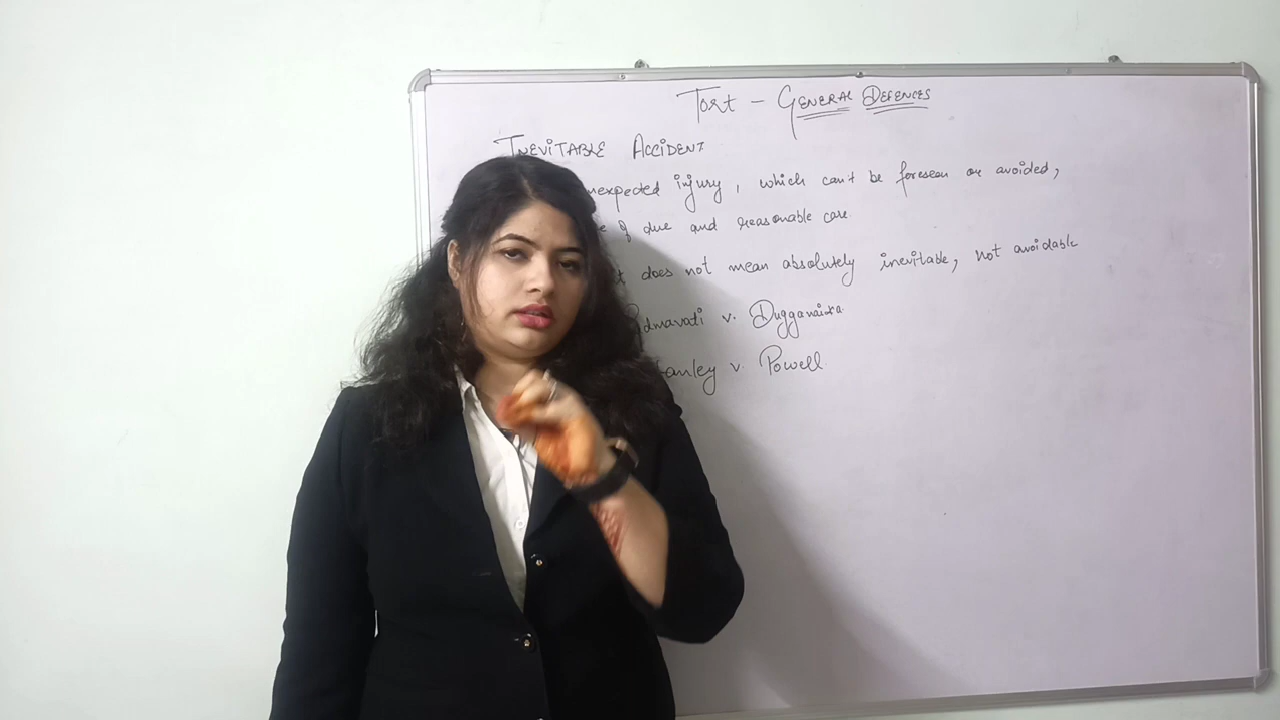 Tort - GENERAL DEFENCES
INEVITABLE ACCIDENT
injury, which can't be foreseen or avoided,
of due and reasonable care.
does not mean absolutely inevitable, not avoidable
v. Dugganaika
v. Powell